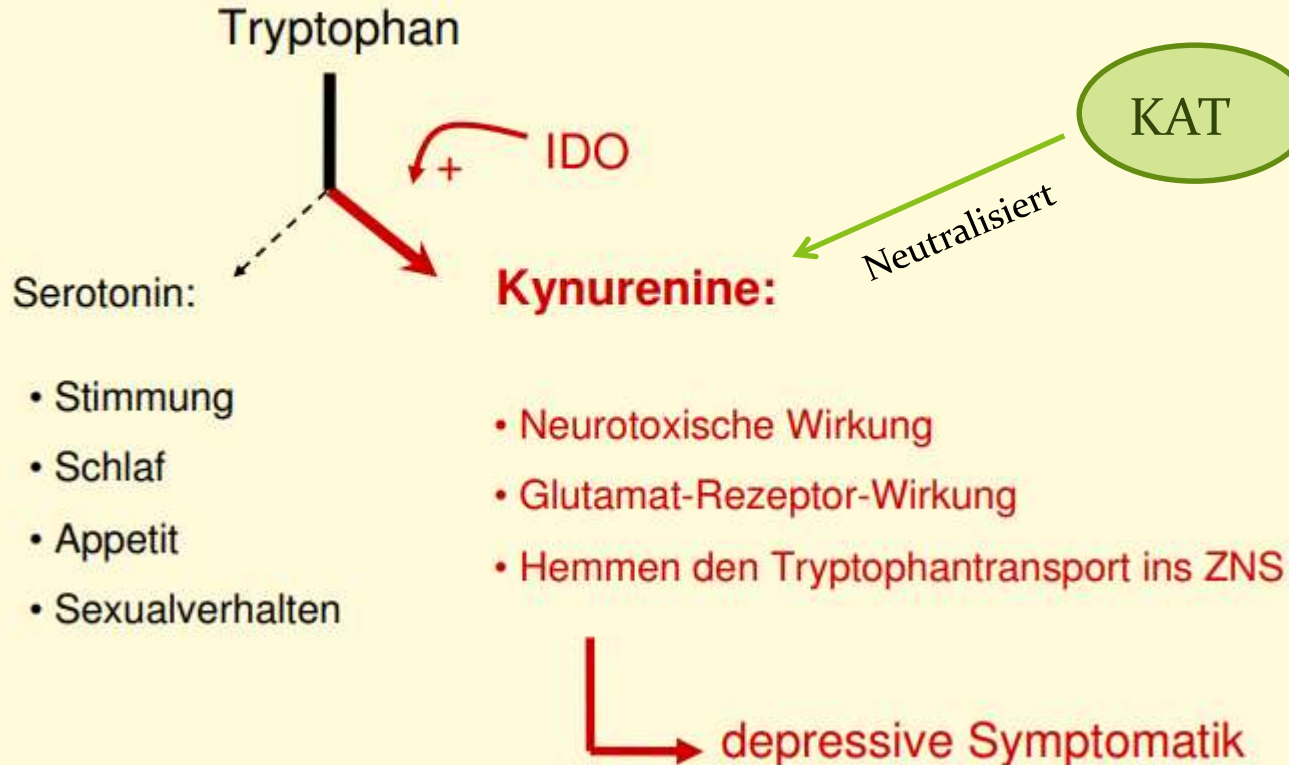 Tryptophan
KAT
IDO
+
Neutralisiert
Serotonin:
Kynurenine:
• Stimmung
• Schlaf
• Appetit
• Sexualverhalten
• Neurotoxische Wirkung
• Glutamat-Rezeptor-Wirkung
• Hemmen den Tryptophantransport ins ZNS
depressive Symptomatik